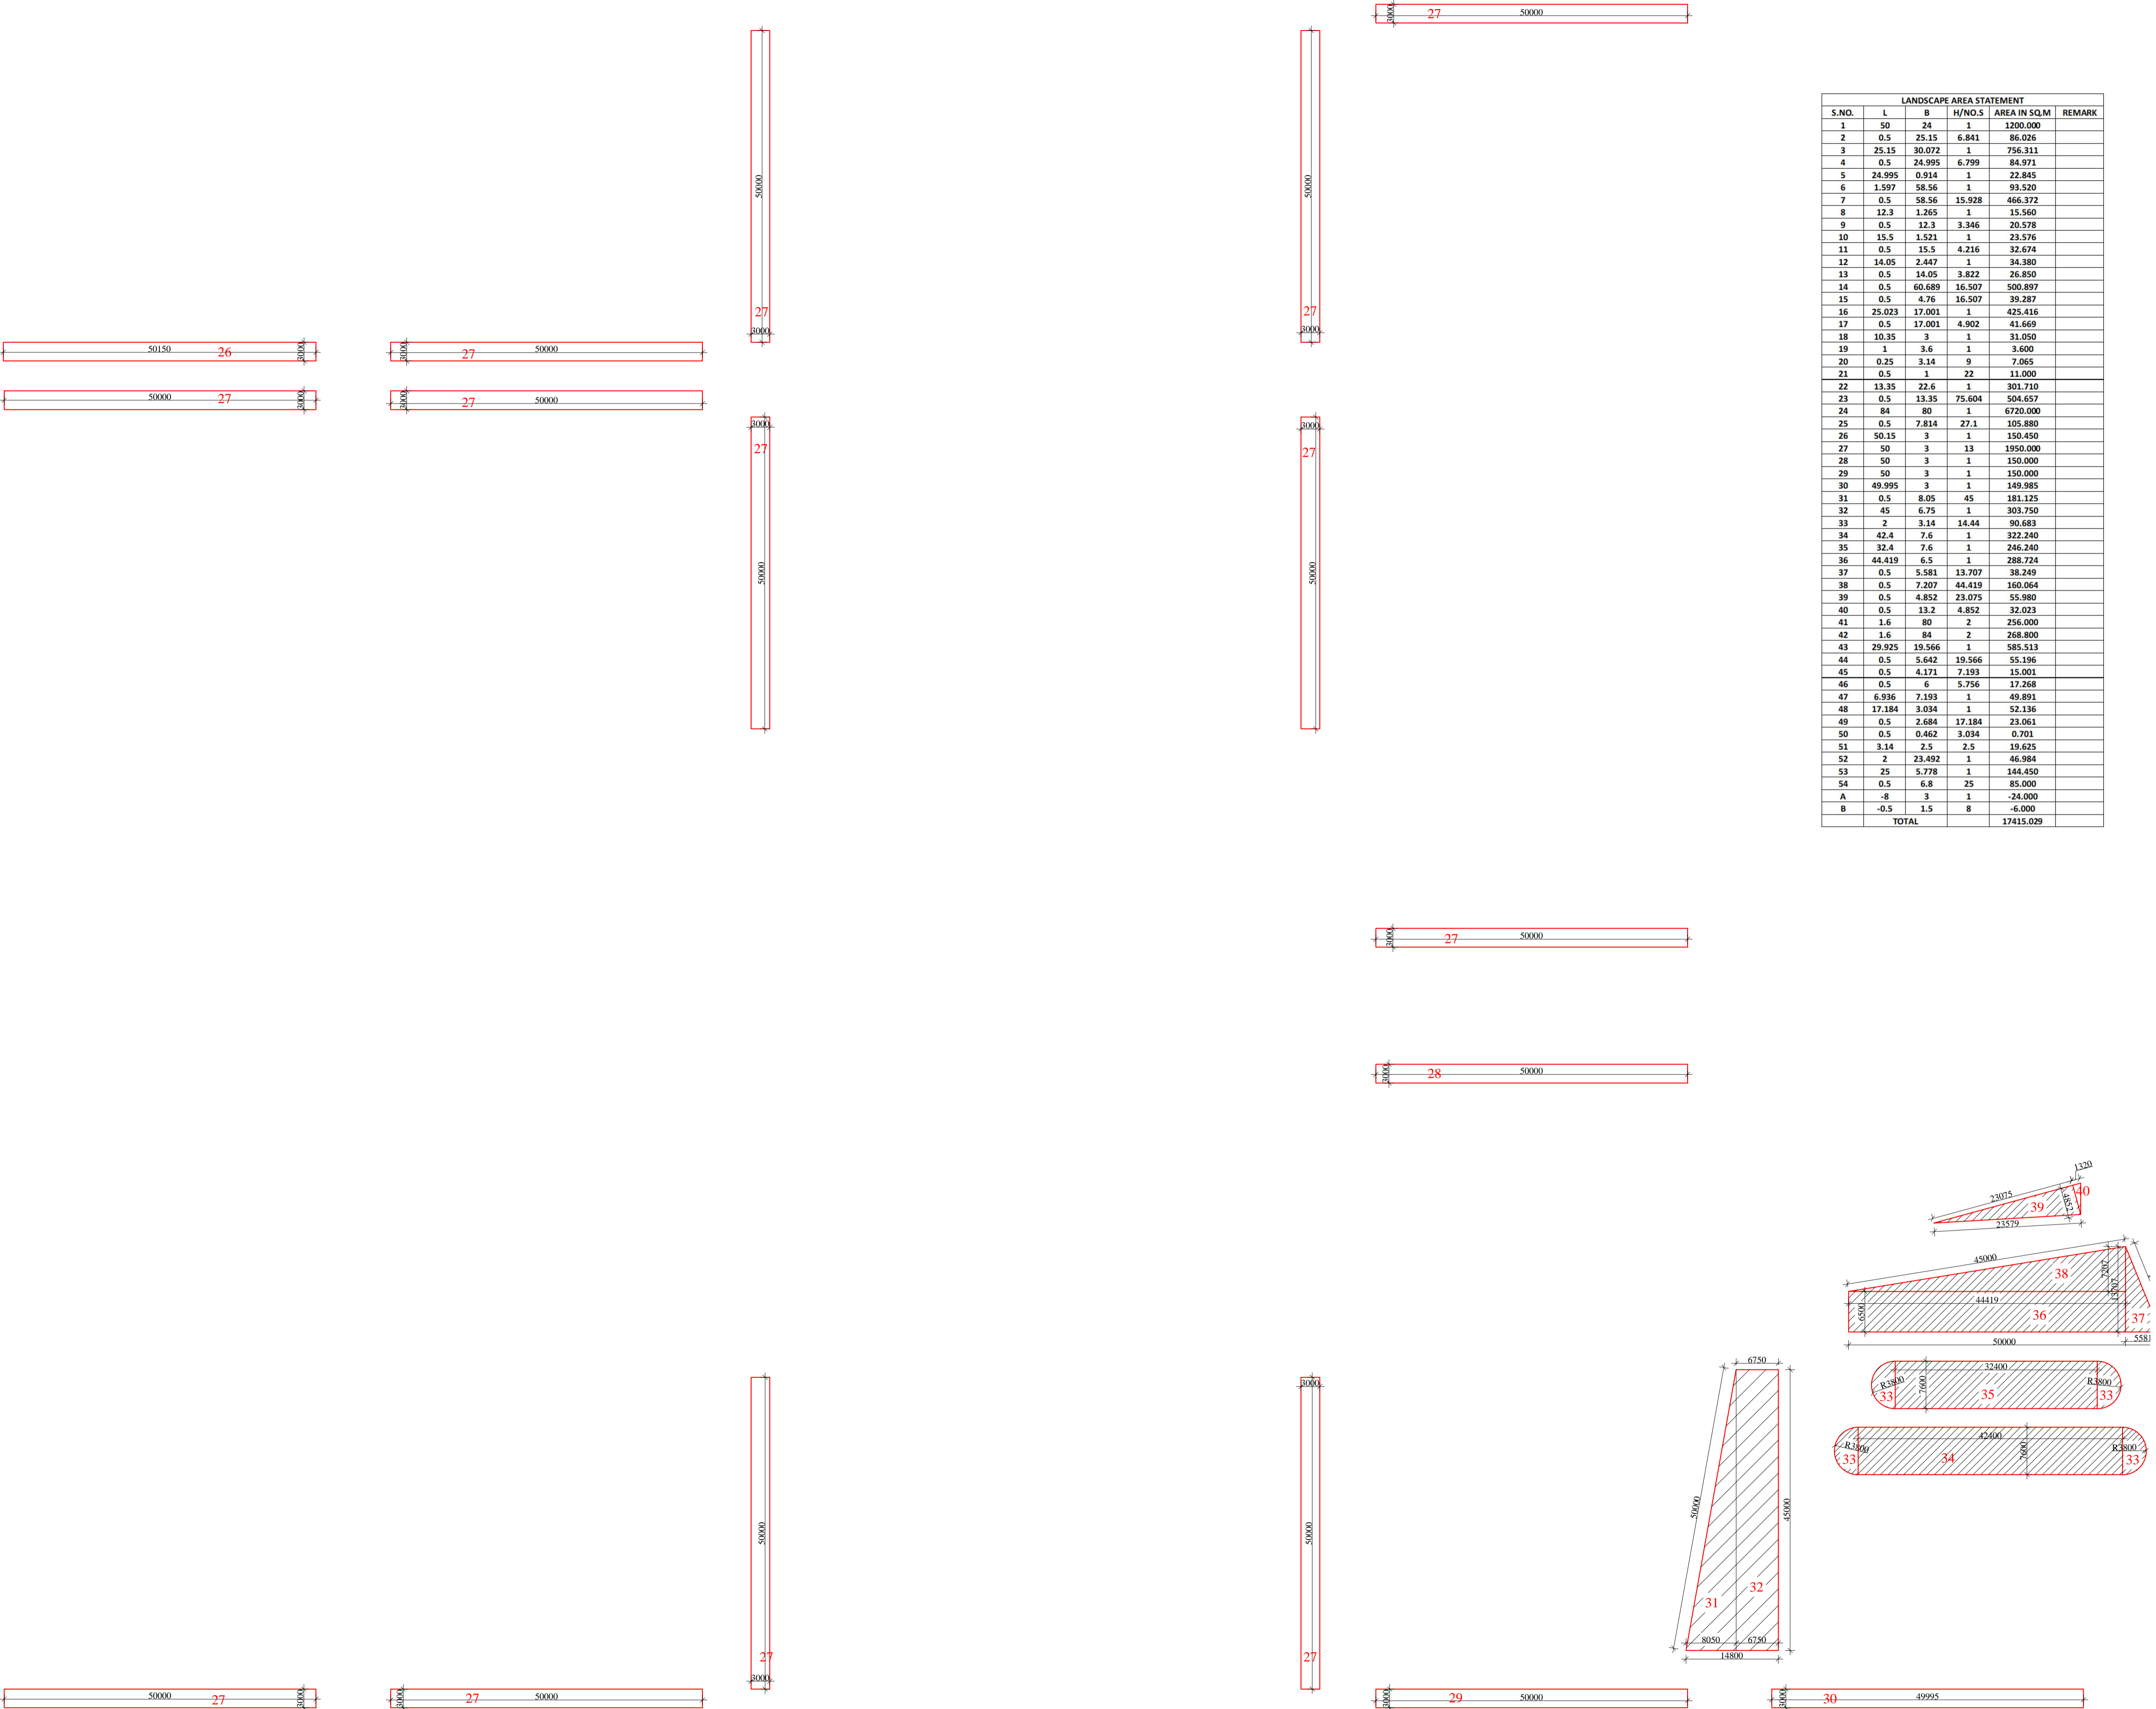 3000 27 50000
50000
27
3000
50000
27
3000
LANDSCAPE AREA STATEMENT
S.NO. L B H/NO.S AREA IN SQ.M REMARK
1 50 24 1 1200.000
2 0.5 25.15 6.841 86.026
3 25.15 30.072 1 756.311
4 0.5 24.995 6.799 84.971
5 24.995 0.914 1 22.845
6 1.597 58.56 1 93.520
7 0.5 58.56 15.928 466.372
8 12.3 1.265 1 15.560
9 0.5 12.3 3.346 20.578
10 15.5 1.521 1 23.576
11 0.5 15.5 4.216 32.674
12 14.05 2.447 1 34.380
13 0.5 14.05 3.822 26.850
14 0.5 60.689 16.507 500.897
15 0.5 4.76 16.507 39.287
16 25.023 17.001 1 425.416
17 0.5 17.001 4.902 41.669
18 10.35 3 1 31.050
19 1 3.6 1 3.600
20 0.25 3.14 9 7.065
21 0.5 1 22 11.000
22 13.35 22.6 1 301.710
23 0.5 13.35 75.604 504.657
24 84 80 1 6720.000
25 0.5 7.814 27.1 105.880
26 50.15 3 1 150.450
27 50 3 13 1950.000
28 50 3 1 150.000
29 50 3 1 150.000
30 49.995 3 1 149.985
31 0.5 8.05 45 181.125
32 45 6.75 1 303.750
33 2 3.14 14.44 90.683
34 42.4 7.6 1 322.240
35 32.4 7.6 1 246.240
36 44.419 6.5 1 288.724
37 0.5 5.581 13.707 38.249
38 0.5 7.207 44.419 160.064
39 0.5 4.852 23.075 55.980
40 0.5 13.2 4.852 32.023
41 1.6 80 2 256.000
42 1.6 84 2 268.800
43 29.925 19.566 1 585.513
44 0.5 5.642 19.566 55.196
45 0.5 4.171 7.193 15.001
46 0.5 6 5.756 17.268
47 6.936 7.193 1 49.891
48 17.184 3.034 1 52.136
49 0.5 2.684 17.184 23.061
50 0.5 0.462 3.034 0.701
51 3.14 2.5 2.5 19.625
52 2 23.492 1 46.984
53 25 5.778 1 144.450
54 0.5 6.8 25 85.000
A -8 3 1 -24.000
B -0.5 1.5 8 -6.000
TOTAL 17415.029
50150 26 3000
3000 27 50000
50000 27 3000
3000 27 50000
3000
27
50000
3000
27
50000
3000 27 50000
3000 28 50000
1320
23075
4852
40
39
23579
45000
7207
13707
38
44419
6500
36
37
50000
5581
32400
R3800
7600
R3800
33
35
33
42400
R3800
7600
R3800
33
34
33
6750
50000
45000
32
31
8050 6750
14800
50000
27
3000
3000
50000
27
50000 27 3000
3000 27 50000
3000 29 50000
3000 30 49995